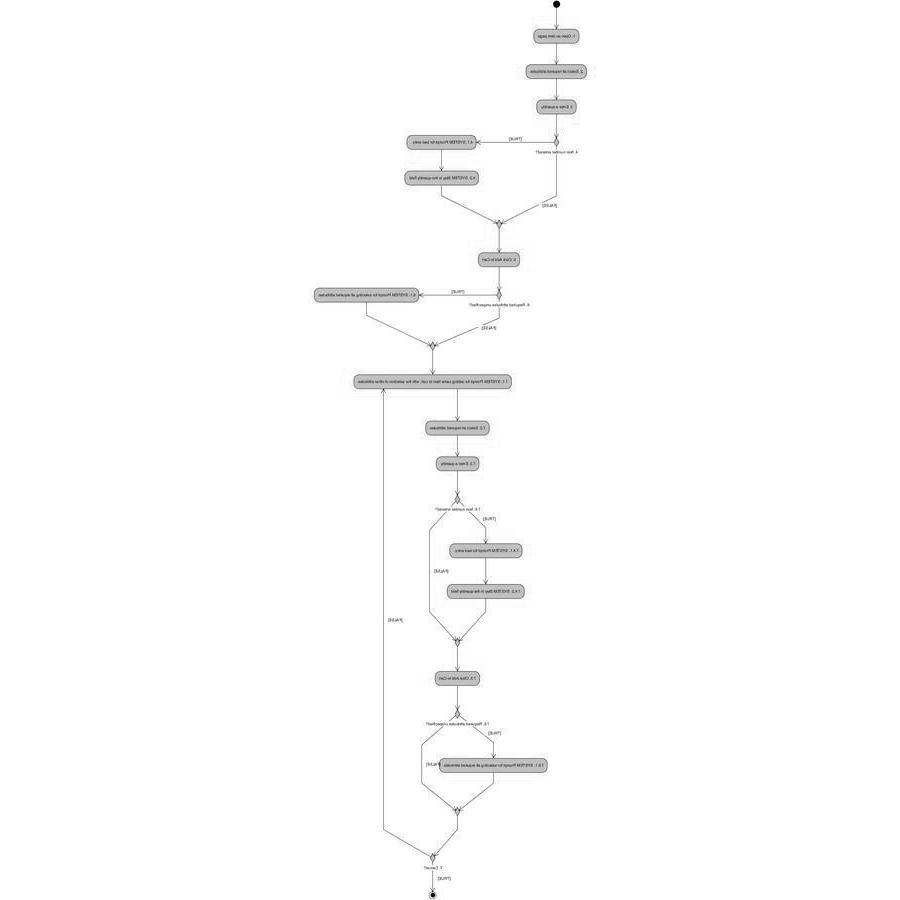 1. Open an item page
2. Select all required attributes
3. Enter a quantity
[TRUE]
4. Non number entered?
4.1. SYSTEM Prompt for bad entry
4.2. SYSTEM Stay in the quantity field
[FALSE]
5. Click Add to Cart
[TRUE]
6. Required attributes unspecified?
6.1. SYSTEM Prompt for selecting all required attributes.
[FALSE]
7.1. SYSTEM Prompt for adding same item to cart, with the selection of other attributes.
7.2. Select all required attributes
7.3. Enter a quantity
7.4. Non number entered?
[TRUE]
7.4.1. SYSTEM Prompt for bad entry
[FALSE]
7.4.2. SYSTEM Stay in the quantity field
[FALSE]
7.5. Click Add to Cart
7.6. Required attributes unspecified?
[TRUE]
[FALSE]
7.6.1. SYSTEM Prompt for selecting all required attributes.
7. Cancel?
[TRUE]